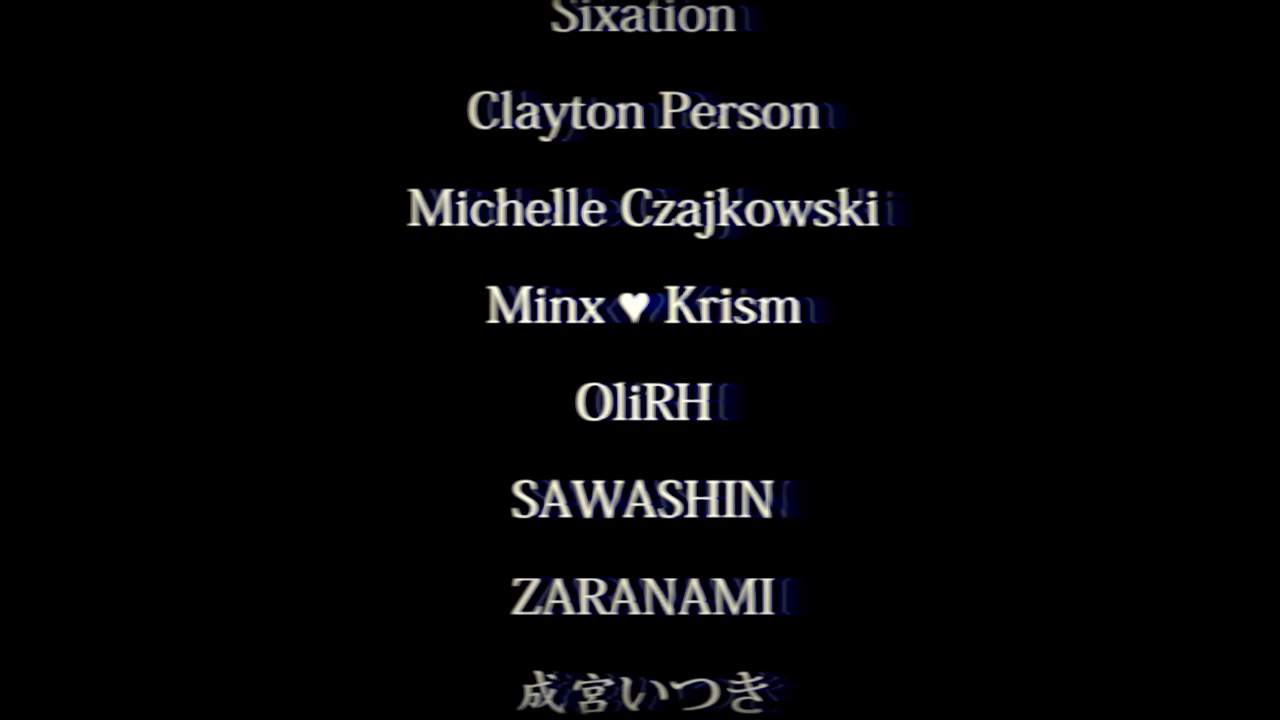 Sixation
Clayton Person
Michelle Czajkowski
Minx ♥ Krism
OliRH
SAWASHIN
ZARANAMI
成宮いつき